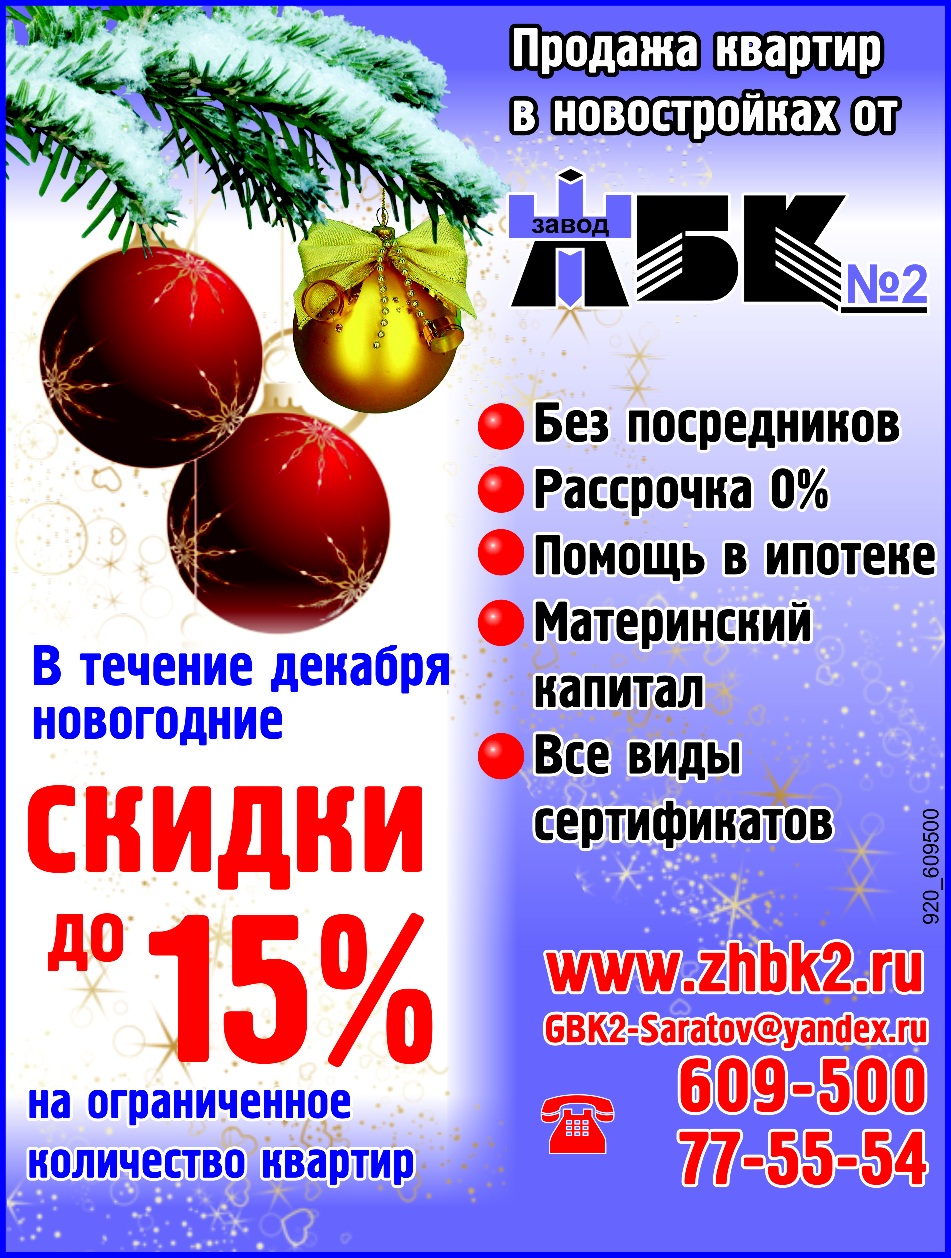 Продажа квартир
в новостройках от
завод
ЖБК №2
Без посредников
Рассрочка 0%
Помощь в ипотеке
Материнский
капитал
Все виды
сертификатов
В течение декабря
новогодние
СКИДКИ
до 15%
на ограниченное
количество квартир
920_609500
www.zhbk2.ru
GBK2-Saratov@yandex.ru
609-500
77-55-54